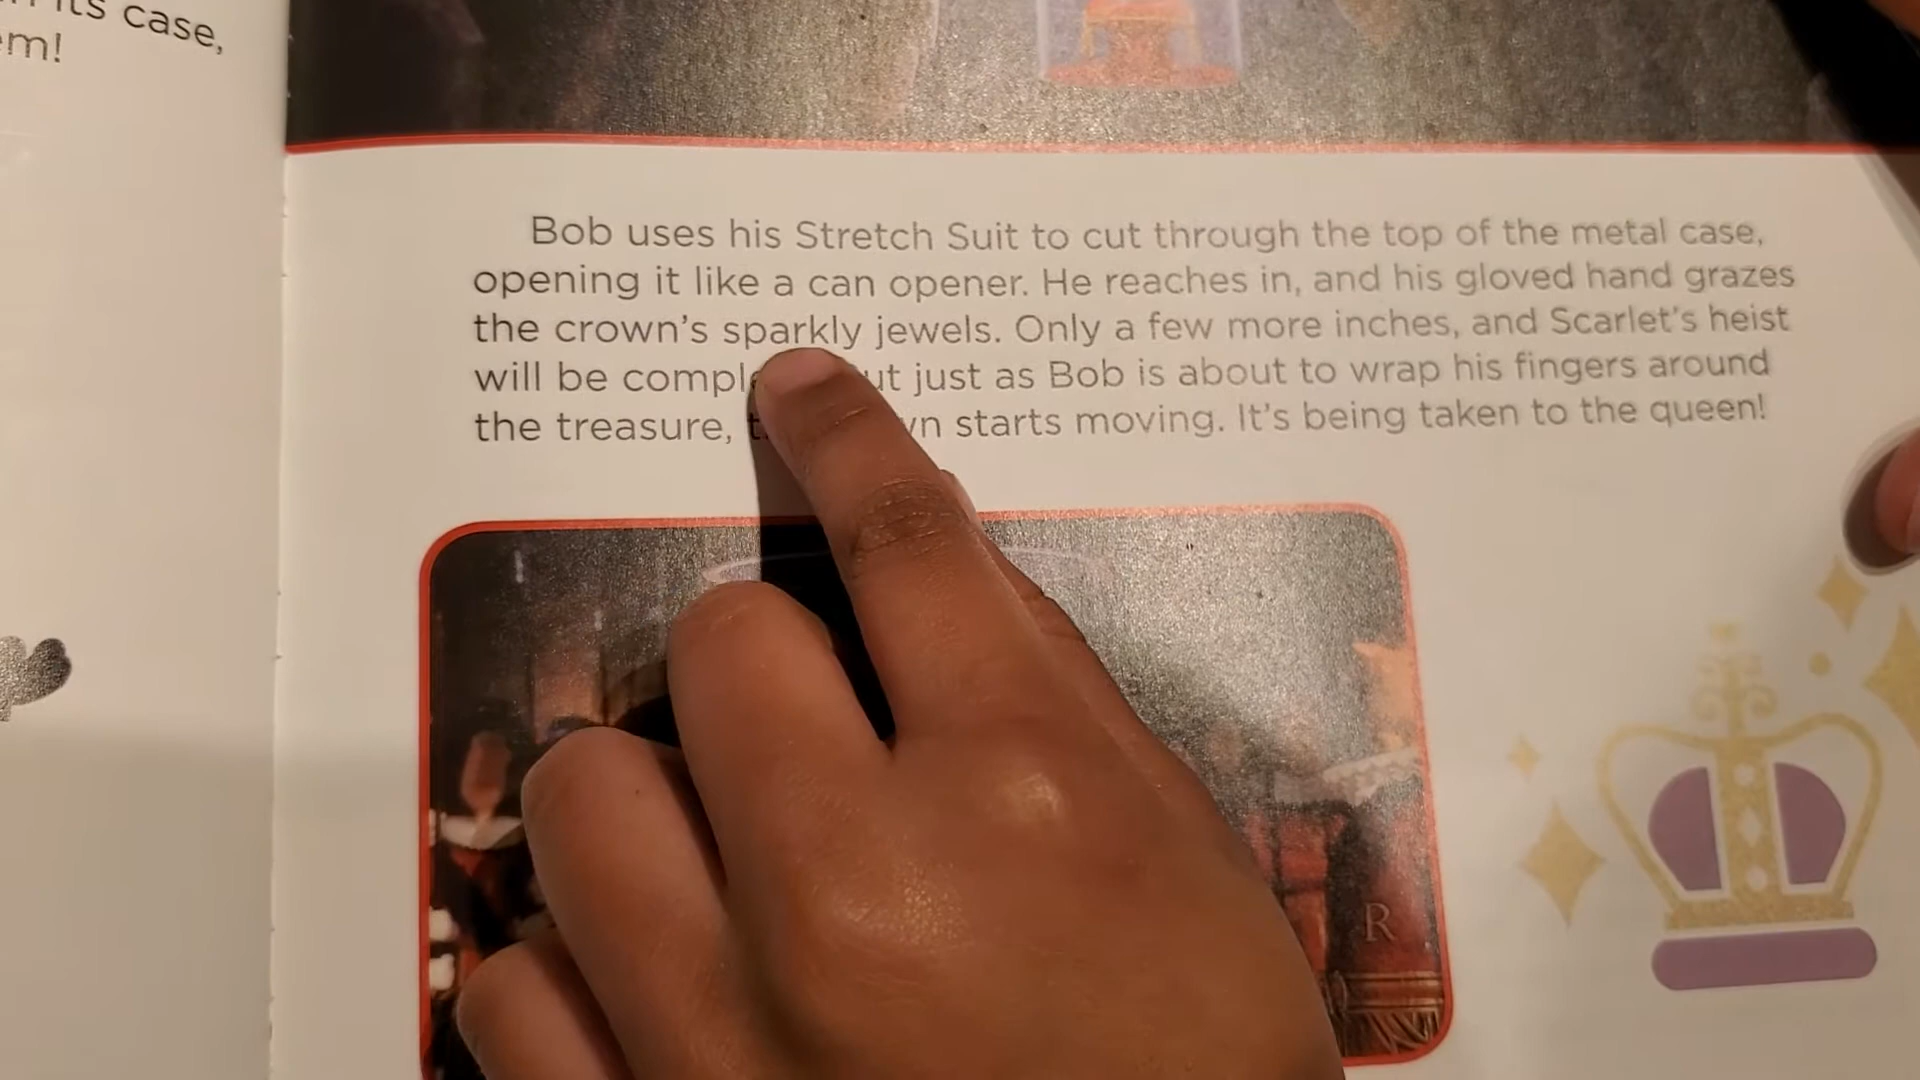 its case,
em!
Bob uses his Stretch Suit to cut through the top of the metal case,
opening it like a can opener. He reaches in, and his gloved hand grazes
the crown's sparkly jewels. Only a few more inches, and Scarlet's heist
will be compl ut just as Bob is about to wrap his fingers around
the treasure, t wn starts moving. It's being taken to the queen!
R